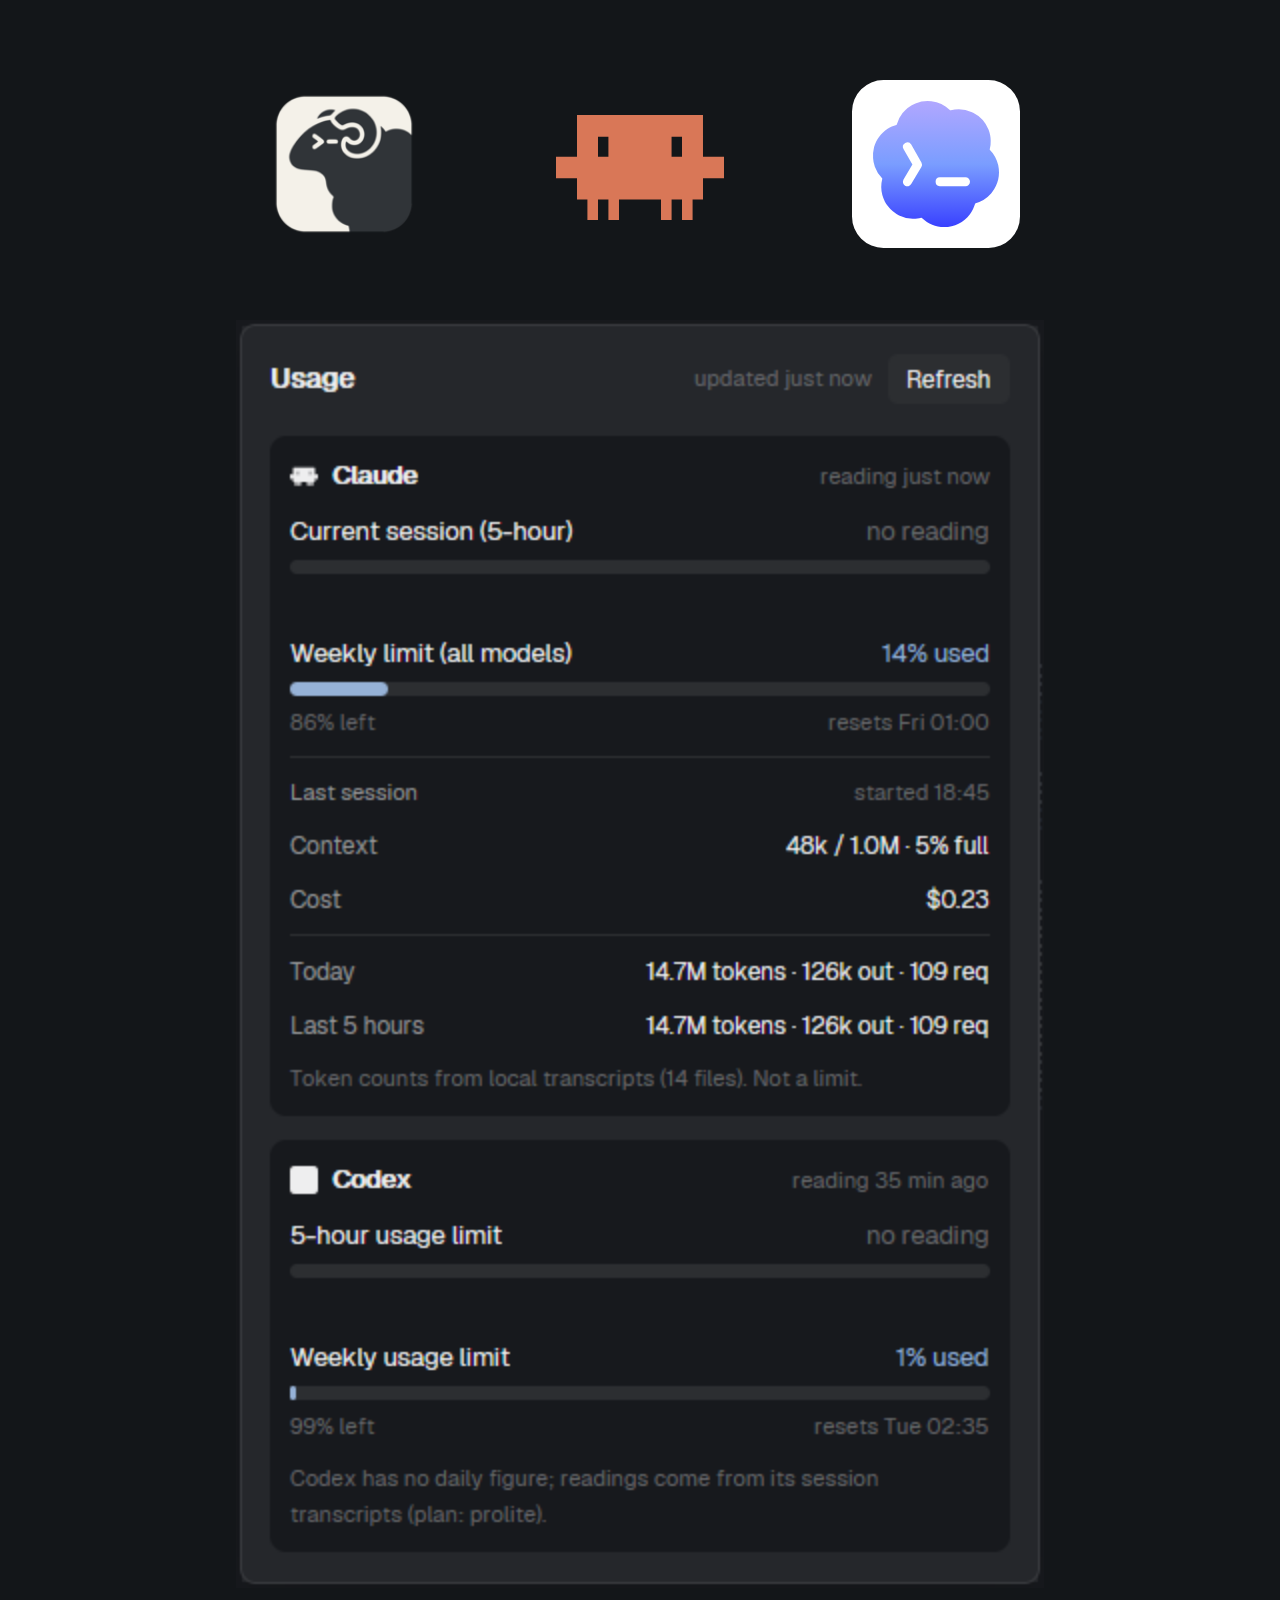 Usage
updated just now
Refresh
Claude
reading just now
Current session (5-hour)
no reading
Weekly limit (all models)
14% used
86% left
resets Fri 01:00
Last session
started 18:45
Context
48k / 1.0M · 5% full
Cost
$0.23
Today
14.7M tokens · 126k out · 109 req
Last 5 hours
14.7M tokens · 126k out · 109 req
Token counts from local transcripts (14 files). Not a limit.
Codex
reading 35 min ago
5-hour usage limit
no reading
Weekly usage limit
1% used
99% left
resets Tue 02:35
Codex has no daily figure; readings come from its session
transcripts (plan: prolite).